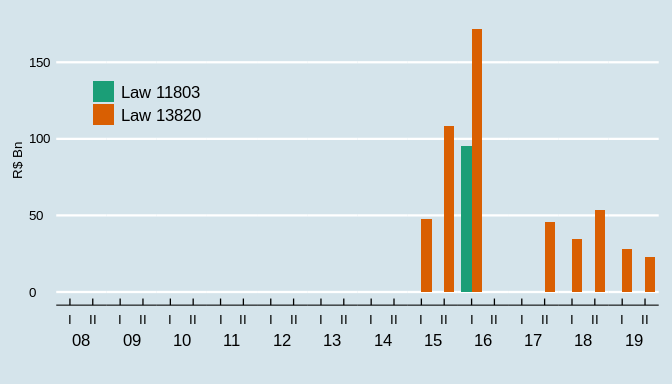 150
Law 11803
Law 13820
100
R$ Bn
50
0
I II I II I II I II I II I II I II I II I II I II I II I II
08 09 10 11 12 13 14 15 16 17 18 19